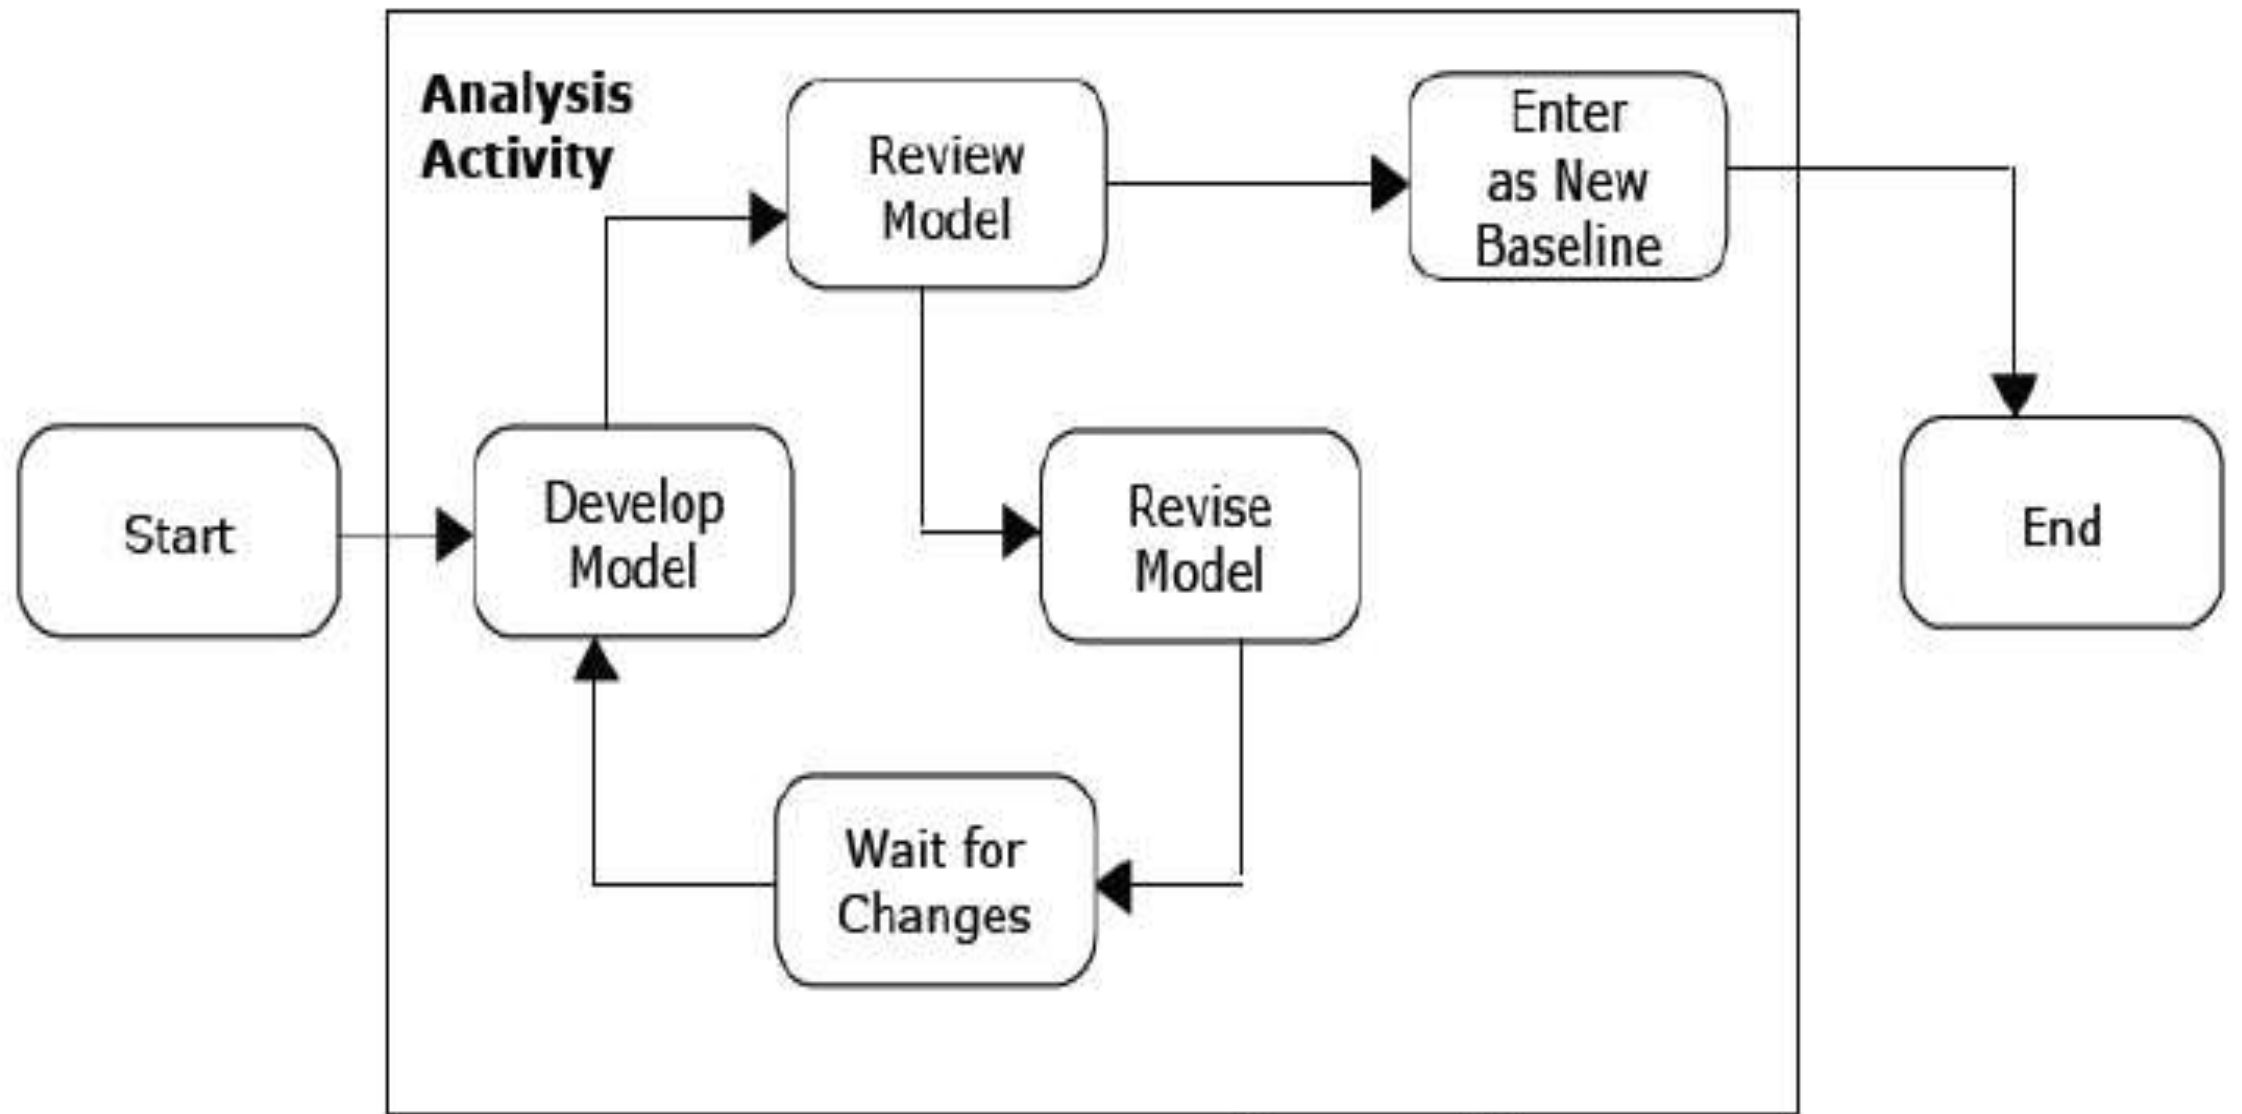 Analysis
Activity
Review
Model
Enter
as New
Baseline
Start
Develop
Model
Revise
Model
End
Wait for
Changes